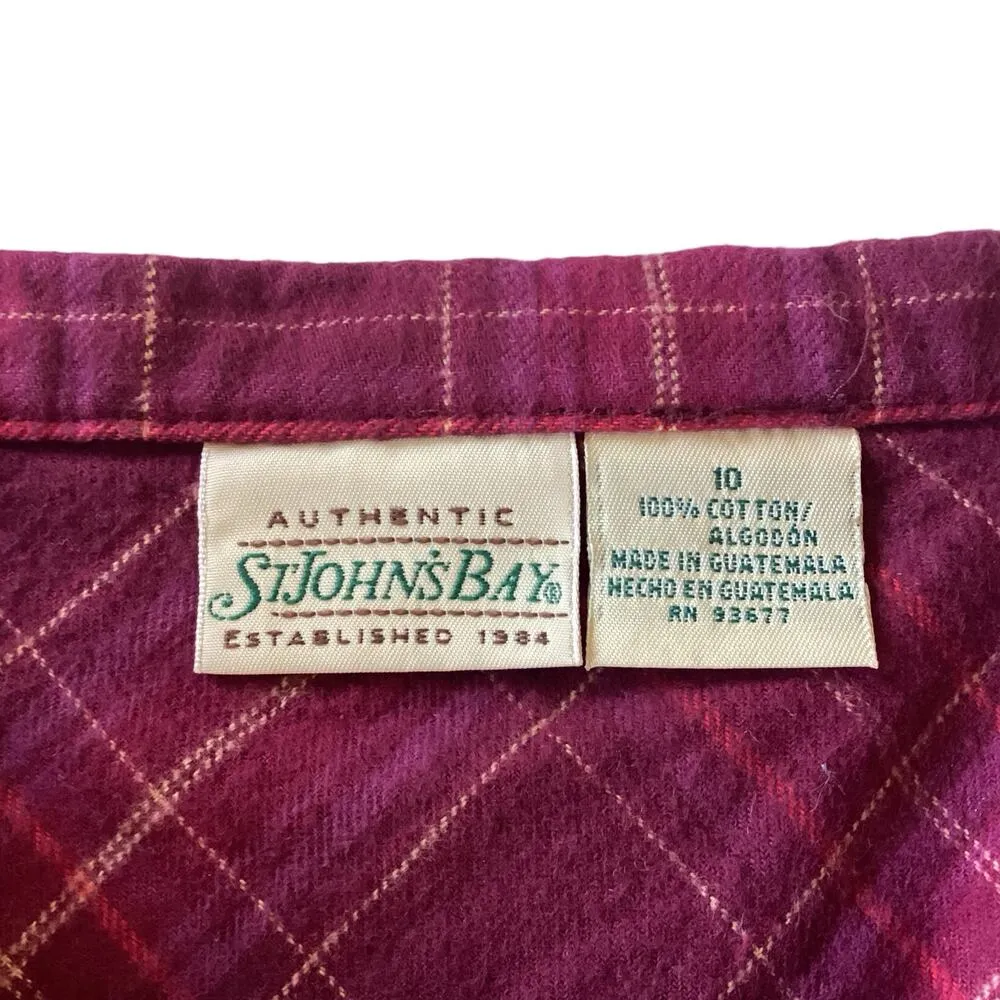 AUTHENTIC
ST. JOHN'S BAY®
ESTABLISHED 1984
10
100% COTTON/
ALGODÓN
MADE IN GUATEMALA
HECHO EN GUATEMALA
RN 93677